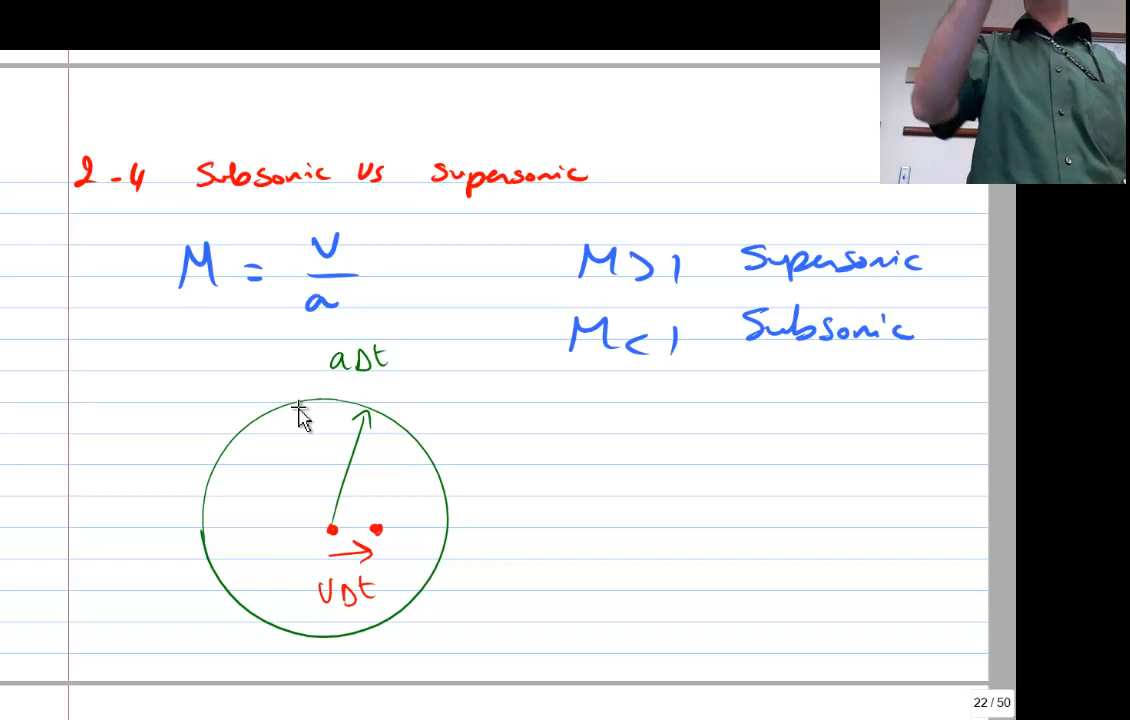 2-4 Subsonic vs Supersonic
M = V/a
M > 1 Supersonic
M < 1 Subsonic
aΔt
VΔt
22 / 50